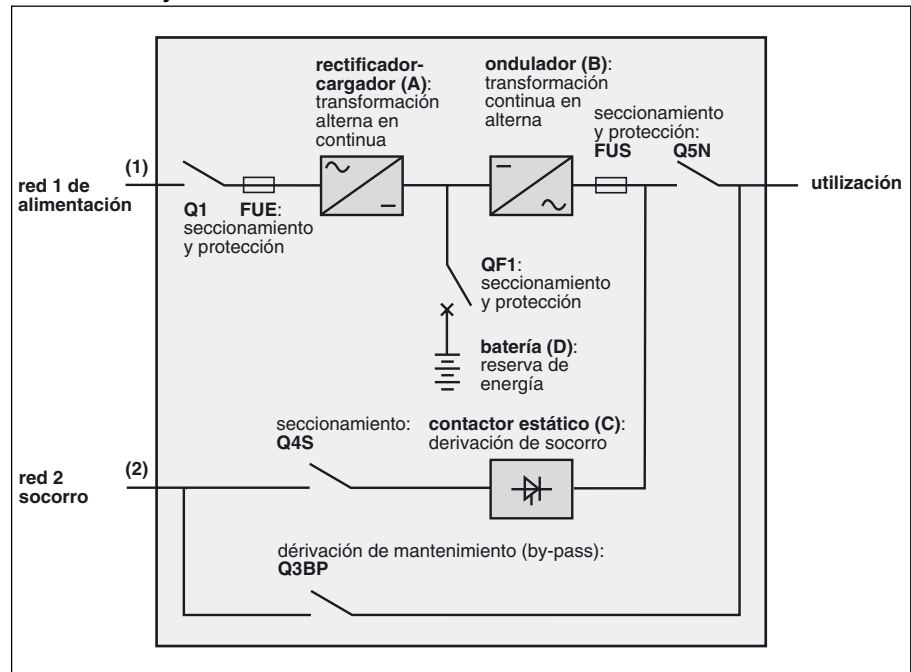 rectificador-
cargador (A):
transformación
alterna en
continua
ondulador (B):
transformación
continua en
alterna
seccionamiento
y protección:
FUS Q5N
(1)
red 1 de
alimentación
Q1 FUE:
seccionamiento
y protección
utilización
QF1:
seccionamiento
y protección
batería (D):
reserva de
energía
seccionamiento:
Q4S
contactor estático (C):
derivación de socorro
(2)
red 2
socorro
dérivación de mantenimiento (by-pass):
Q3BP